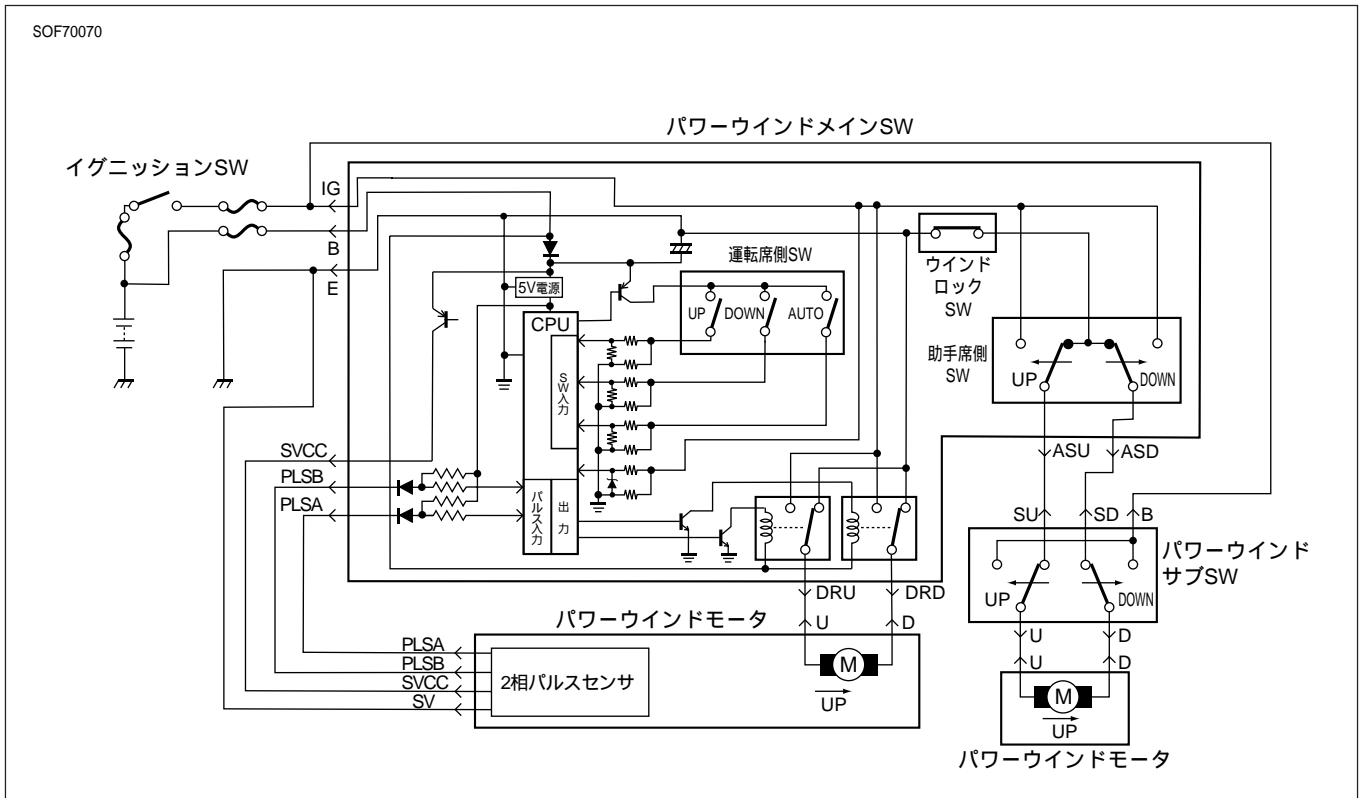 SOF70070
パワーウインドメインSW
イグニッションSW
IG
B
E
運転席側SW
UP
DOWN
AUTO
ウインド
ロック
SW
5V電源
CPU
SW入力
パルス入力
出力
助手席側
SW
UP
DOWN
SVCC
PLSB
PLSA
ASU
ASD
SU
SD
B
DRU
DRD
パワーウインド
サブSW
UP
DOWN
パワーウインドモータ
U
D
U
D
U
D
PLSA
PLSB
SVCC
SV
2相パルスセンサ
M
UP
M
UP
パワーウインドモータ